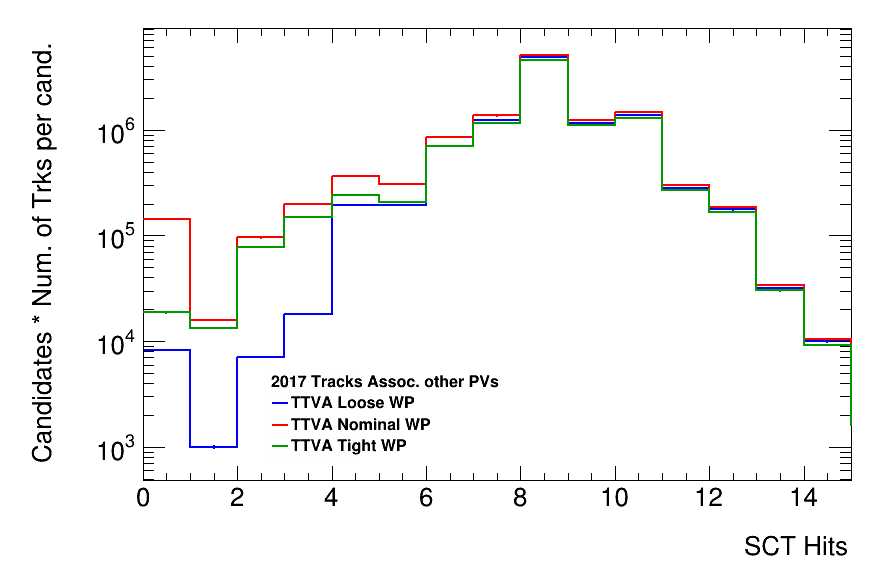 Candidates * Num. of Trks per cand.
10^6
10^5
10^4
10^3
2017 Tracks Assoc. other PVs
TTVA Loose WP
TTVA Nominal WP
TTVA Tight WP
0 2 4 6 8 10 12 14
SCT Hits